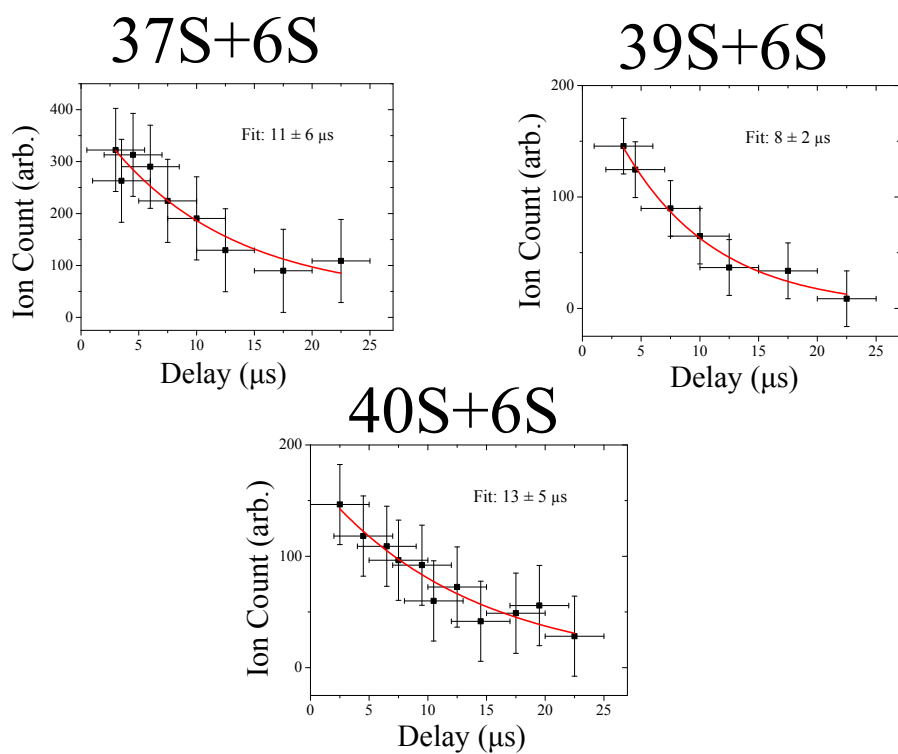 37S+6S
Ion Count (arb.)
400
300
200
100
0
Fit: 11 ± 6 μs
0 5 10 15 20 25
Delay (μs)
39S+6S
Ion Count (arb.)
200
100
0
Fit: 8 ± 2 μs
0 5 10 15 20 25
Delay (μs)
40S+6S
Ion Count (arb.)
200
100
0
Fit: 13 ± 5 μs
0 5 10 15 20 25
Delay (μs)